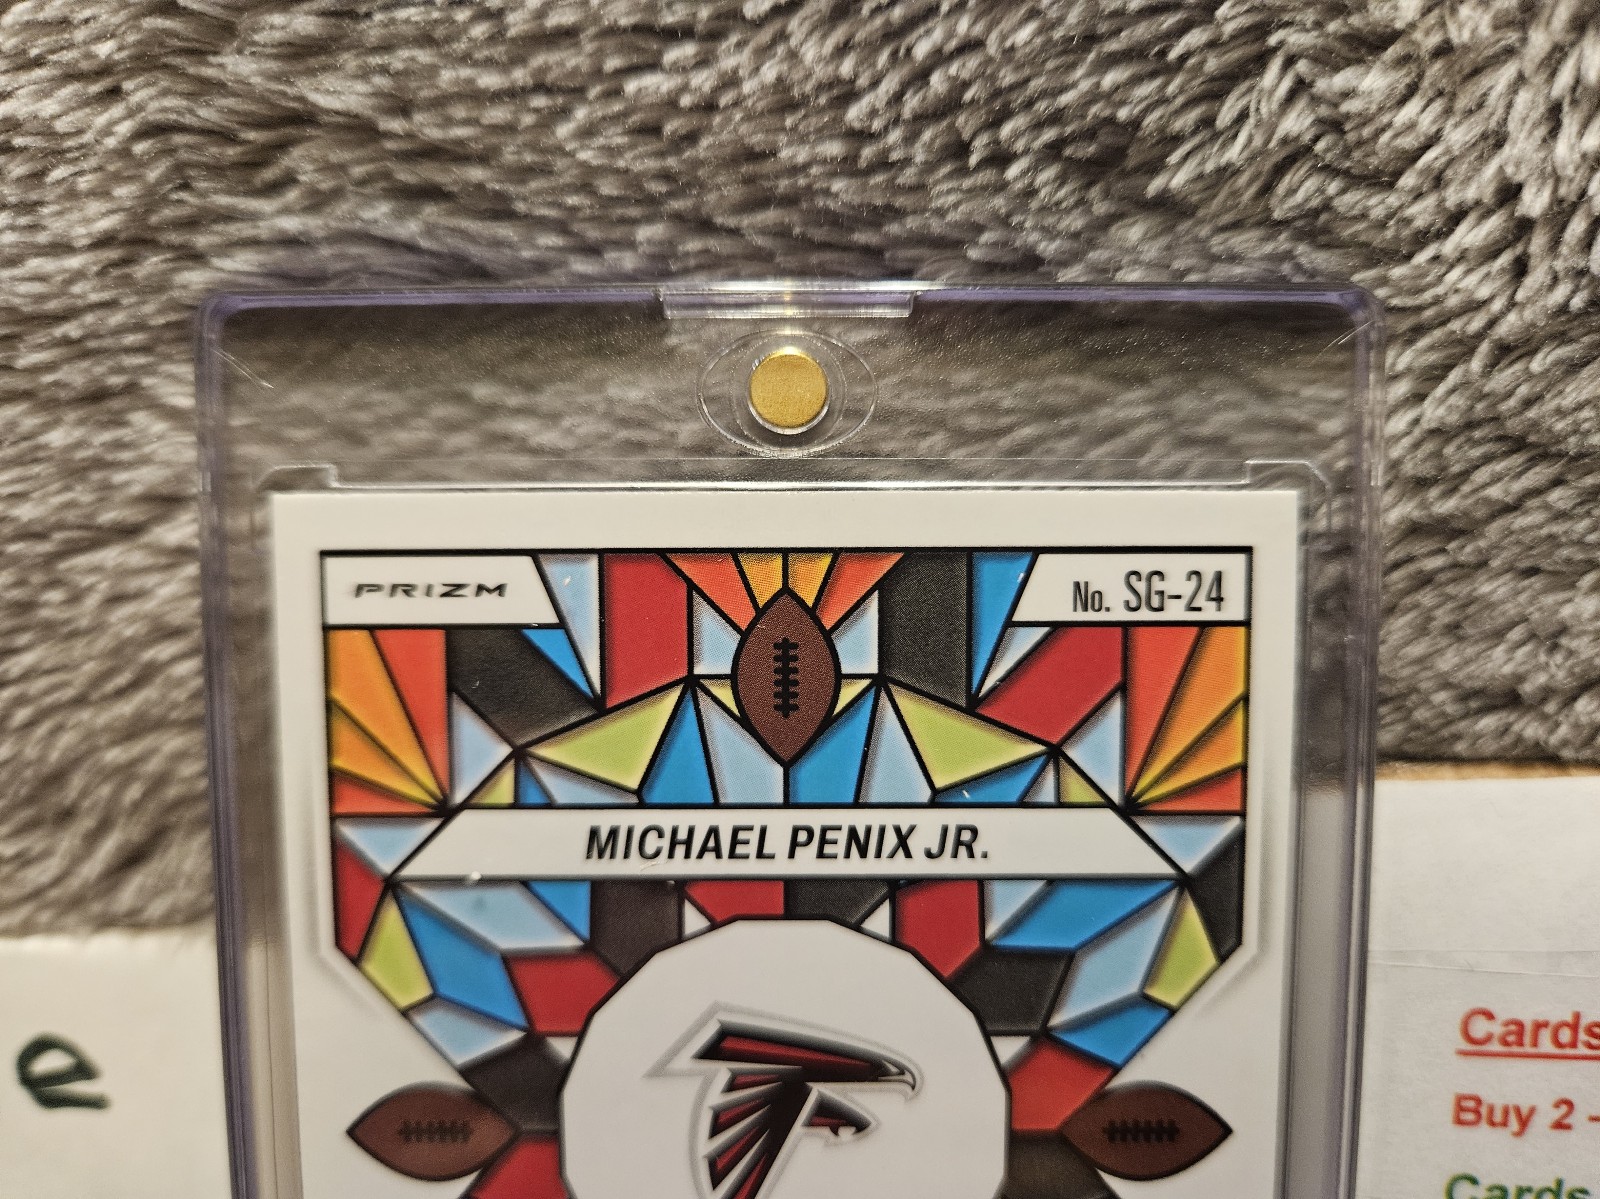 PRIZM
No. SG-24
MICHAEL PENIX JR.
e
Cards
Buy 2 -
Cards